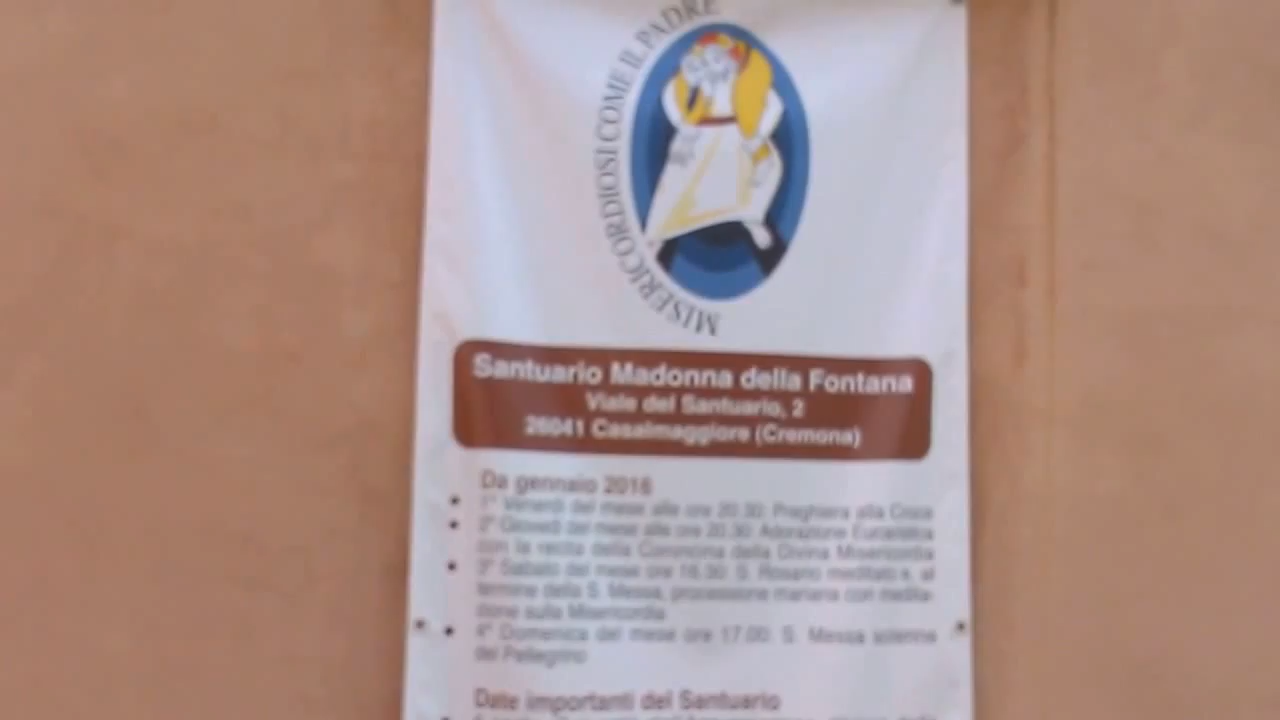 MISERICORDIOSI COME IL PADRE
Santuario Madonna della Fontana
Viale del Santuario, 2
26041 Casalmaggiore (Cremona)
Da gennaio 2016
• 1° Venerdì del mese alle ore 20.30: Preghiera alla Croce
• 2° Giovedì del mese alle ore 20.30: Adorazione Eucaristica
con la recita della Coroncina della Divina Misericordia
• 3° Sabato del mese ore 16.30: S. Rosario meditato e, al
termine della S. Messa, processione mariana con medita-
zione sulla Misericordia
• 4° Domenica del mese ore 17.00: S. Messa solenne
del Pellegrino
Date importanti del Santuario